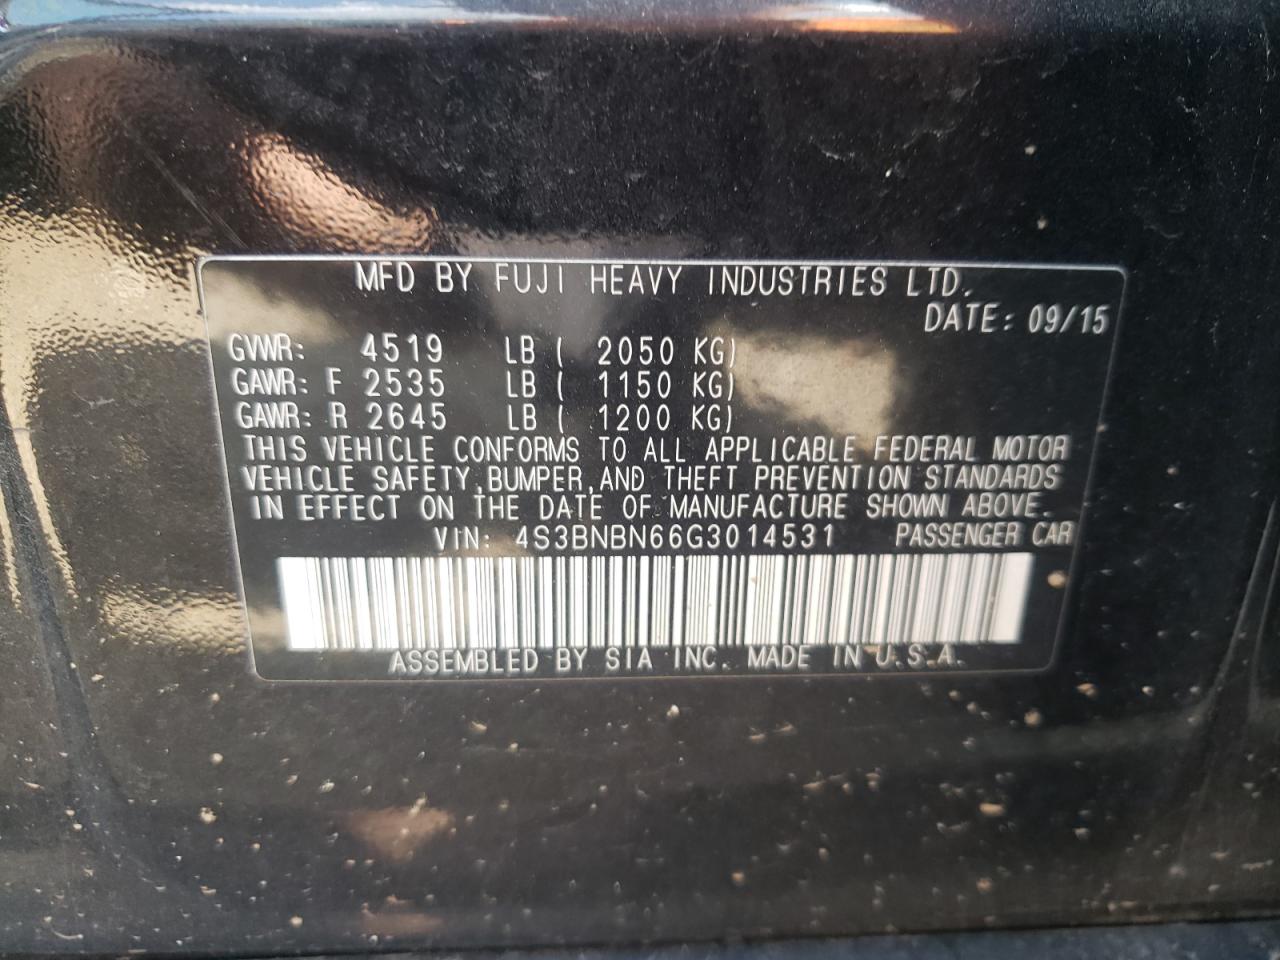 MFD BY FUJI HEAVY INDUSTRIES LTD.
DATE: 09/15
GVWR: 4519 LB ( 2050 KG)
GAWR: F 2535 LB ( 1150 KG)
GAWR: R 2645 LB ( 1200 KG)
THIS VEHICLE CONFORMS TO ALL APPLICABLE FEDERAL MOTOR
VEHICLE SAFETY,BUMPER,AND THEFT PREVENTION STANDARDS
IN EFFECT ON THE DATE OF MANUFACTURE SHOWN ABOVE.
VIN: 4S3BNBN66G3014531 PASSENGER CAR
ASSEMBLED BY SIA INC. MADE IN U.S.A.